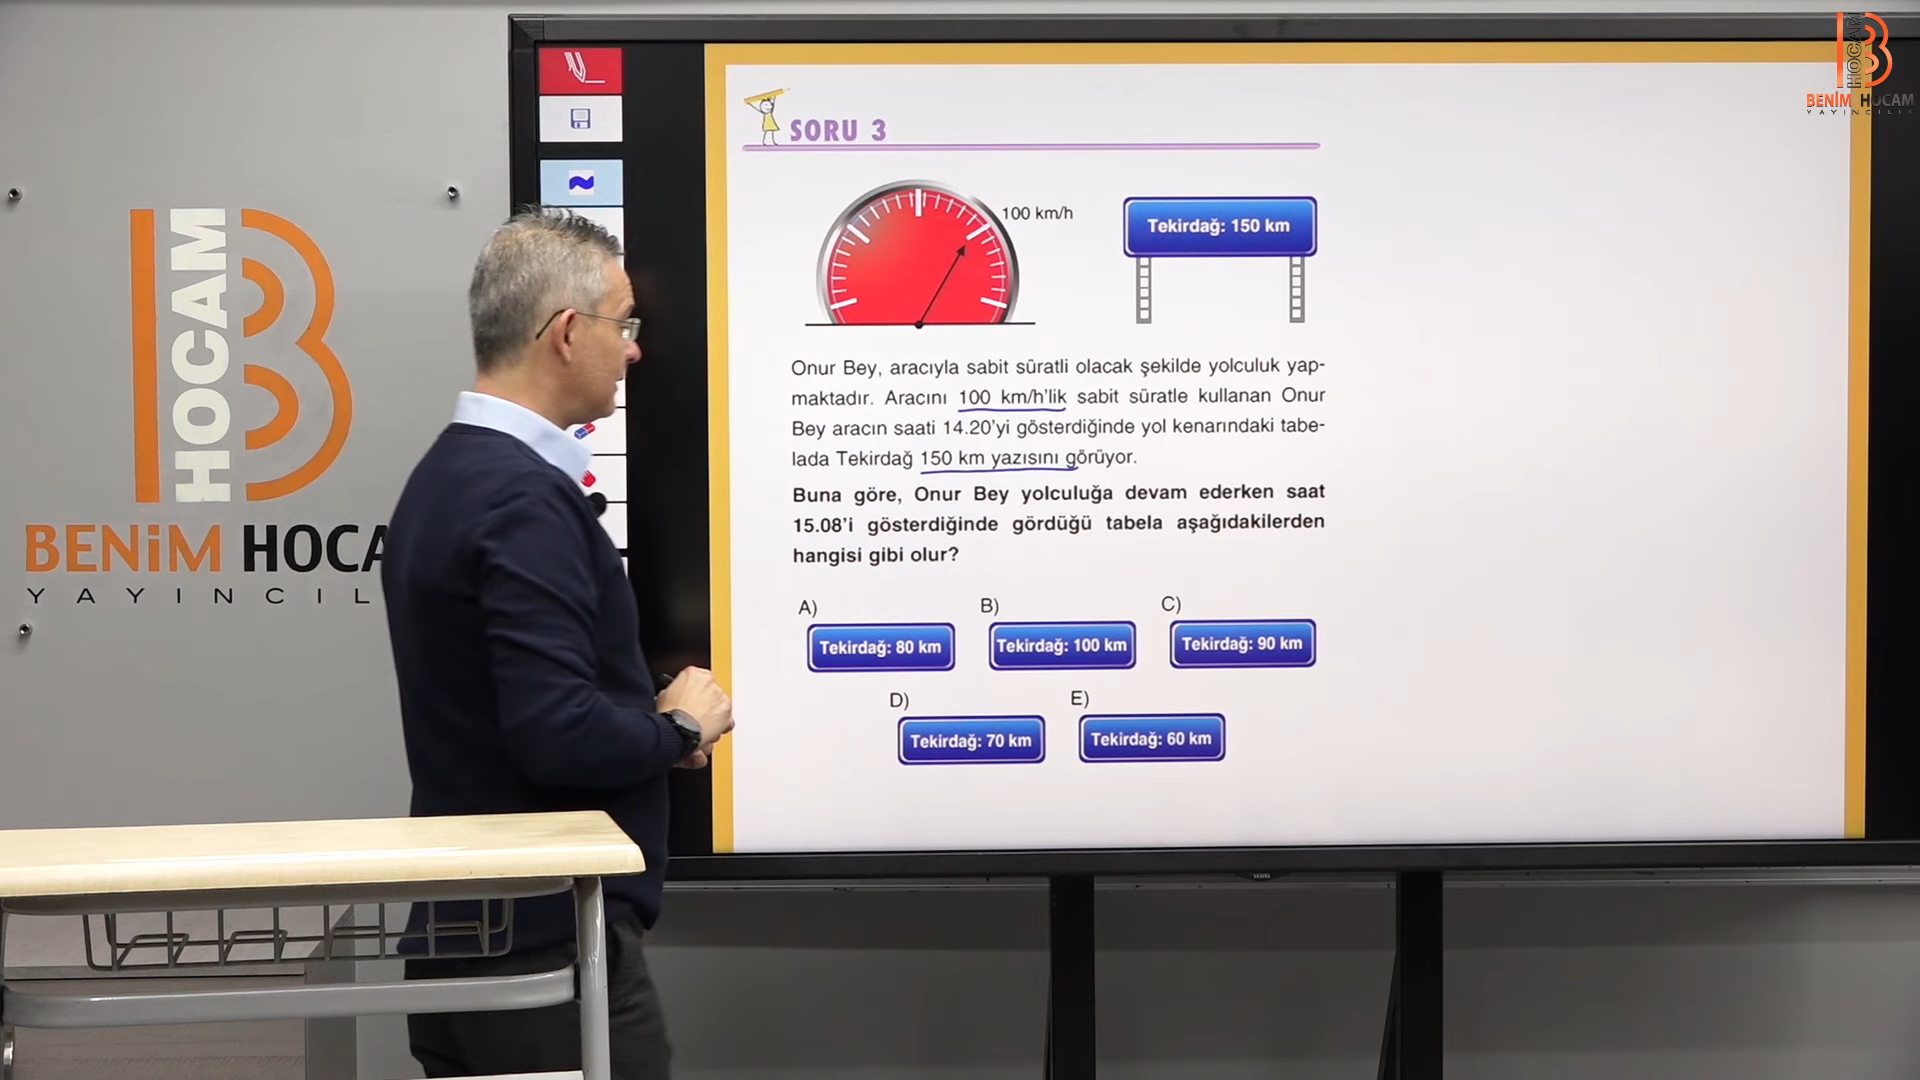 HOCAM
BENİM HOCAM
YAYINCILIK
HOCAM
BENİM HOCA
YAYINCIL
SORU 3
100 km/h
Tekirdağ: 150 km
Onur Bey, aracıyla sabit süratli olacak şekilde yolculuk yap-
maktadır. Aracını 100 km/h'lik sabit süratle kullanan Onur
Bey aracın saati 14.20'yi gösterdiğinde yol kenarındaki tabe-
lada Tekirdağ 150 km yazısını görüyor.
Buna göre, Onur Bey yolculuğa devam ederken saat
15.08'i gösterdiğinde gördüğü tabela aşağıdakilerden
hangisi gibi olur?
A)
Tekirdağ: 80 km
B)
Tekirdağ: 100 km
C)
Tekirdağ: 90 km
D)
Tekirdağ: 70 km
E)
Tekirdağ: 60 km